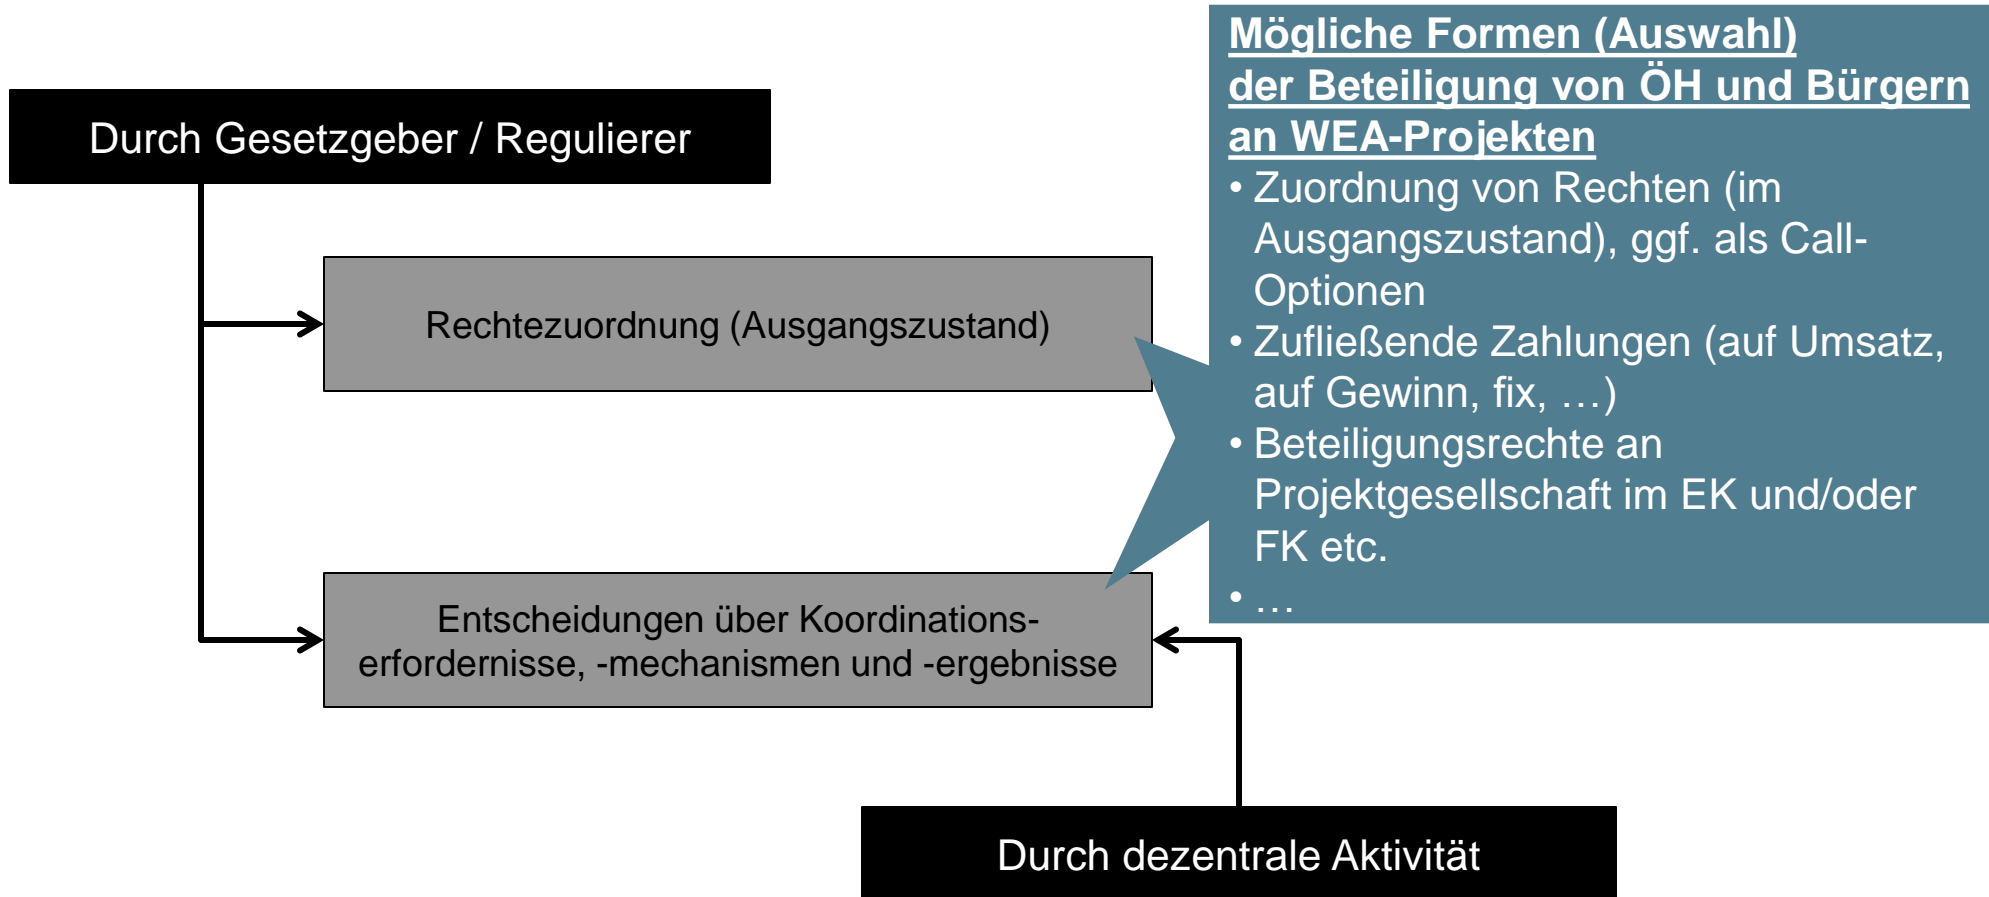 Durch Gesetzgeber / Regulierer
Rechtezuordnung (Ausgangszustand)
Entscheidungen über Koordinations-
erfordernisse, -mechanismen und -ergebnisse
Durch dezentrale Aktivität
Mögliche Formen (Auswahl)
der Beteiligung von ÖH und Bürgern
an WEA-Projekten
• Zuordnung von Rechten (im
Ausgangszustand), ggf. als Call-
Optionen
• Zufließende Zahlungen (auf Umsatz,
auf Gewinn, fix, …)
• Beteiligungsrechte an
Projektgesellschaft im EK und/oder
FK etc.
• …